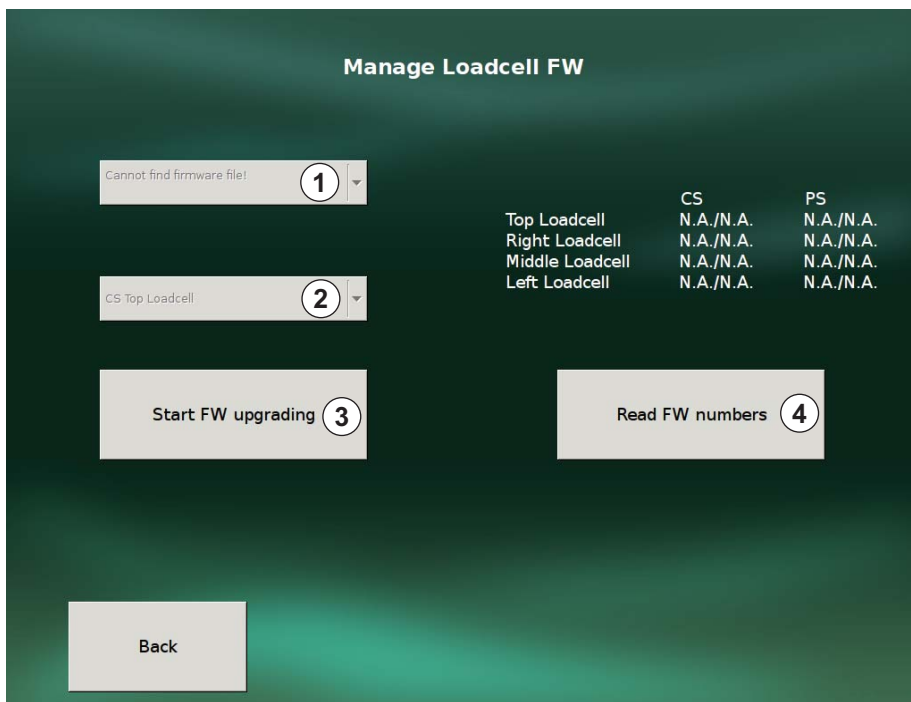 Manage Loadcell FW
Cannot find firmware file!
1
CS Top Loadcell
2
CS PS
Top Loadcell N.A./N.A. N.A./N.A.
Right Loadcell N.A./N.A. N.A./N.A.
Middle Loadcell N.A./N.A. N.A./N.A.
Left Loadcell N.A./N.A. N.A./N.A.
Start FW upgrading 3
Read FW numbers 4
Back